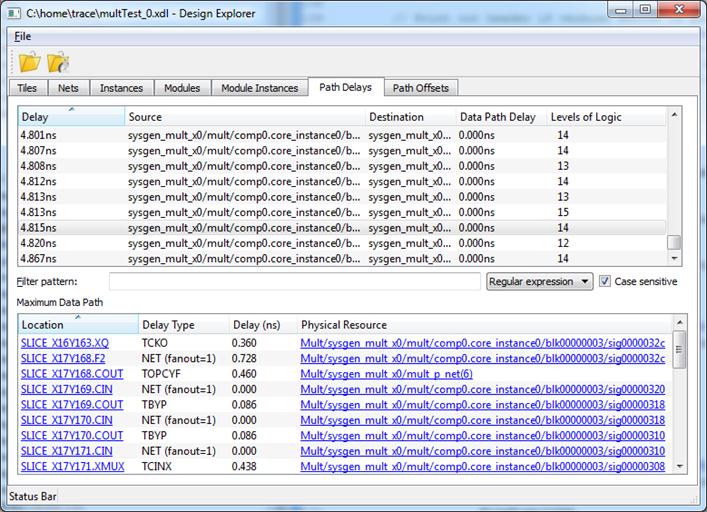 C:\home\trace\multTest_0.xdl - Design Explorer
File
Tiles Nets Instances Modules Module Instances Path Delays Path Offsets
Delay Source Destination Data Path Delay Levels of Logic
4.801ns sysgen_mult_x0/mult/comp0.core_instance0/b... sysgen_mult_x0... 0.000ns 14
4.807ns sysgen_mult_x0/mult/comp0.core_instance0/b... sysgen_mult_x0... 0.000ns 14
4.808ns sysgen_mult_x0/mult/comp0.core_instance0/b... sysgen_mult_x0... 0.000ns 13
4.812ns sysgen_mult_x0/mult/comp0.core_instance0/b... sysgen_mult_x0... 0.000ns 14
4.813ns sysgen_mult_x0/mult/comp0.core_instance0/b... sysgen_mult_x0... 0.000ns 13
4.813ns sysgen_mult_x0/mult/comp0.core_instance0/b... sysgen_mult_x0... 0.000ns 15
4.815ns sysgen_mult_x0/mult/comp0.core_instance0/b... sysgen_mult_x0... 0.000ns 14
4.820ns sysgen_mult_x0/mult/comp0.core_instance0/b... sysgen_mult_x0... 0.000ns 12
4.867ns sysgen_mult_x0/mult/comp0.core_instance0/b... sysgen_mult_x0... 0.000ns 14
Filter pattern: Regular expression Case sensitive
Maximum Data Path
Location Delay Type Delay (ns) Physical Resource
SLICE_X16Y163.XQ TCKO 0.360 Mult/sysgen_mult_x0/mult/comp0.core_instance0/blk00000003/sig0000032c
SLICE_X17Y168.F2 NET (fanout=1) 0.728 Mult/sysgen_mult_x0/mult/comp0.core_instance0/blk00000003/sig0000032c
SLICE_X17Y168.COUT TOPCYF 0.460 Mult/sysgen_mult_x0/mult_p_net(6)
SLICE_X17Y169.CIN NET (fanout=1) 0.000 Mult/sysgen_mult_x0/mult/comp0.core_instance0/blk00000003/sig00000320
SLICE_X17Y169.COUT TBYP 0.086 Mult/sysgen_mult_x0/mult/comp0.core_instance0/blk00000003/sig00000318
SLICE_X17Y170.CIN NET (fanout=1) 0.000 Mult/sysgen_mult_x0/mult/comp0.core_instance0/blk00000003/sig00000318
SLICE_X17Y170.COUT TBYP 0.086 Mult/sysgen_mult_x0/mult/comp0.core_instance0/blk00000003/sig00000310
SLICE_X17Y171.CIN NET (fanout=1) 0.000 Mult/sysgen_mult_x0/mult/comp0.core_instance0/blk00000003/sig00000310
SLICE_X17Y171.XMUX TCINX 0.438 Mult/sysgen_mult_x0/mult/comp0.core_instance0/blk00000003/sig00000308
Status Bar